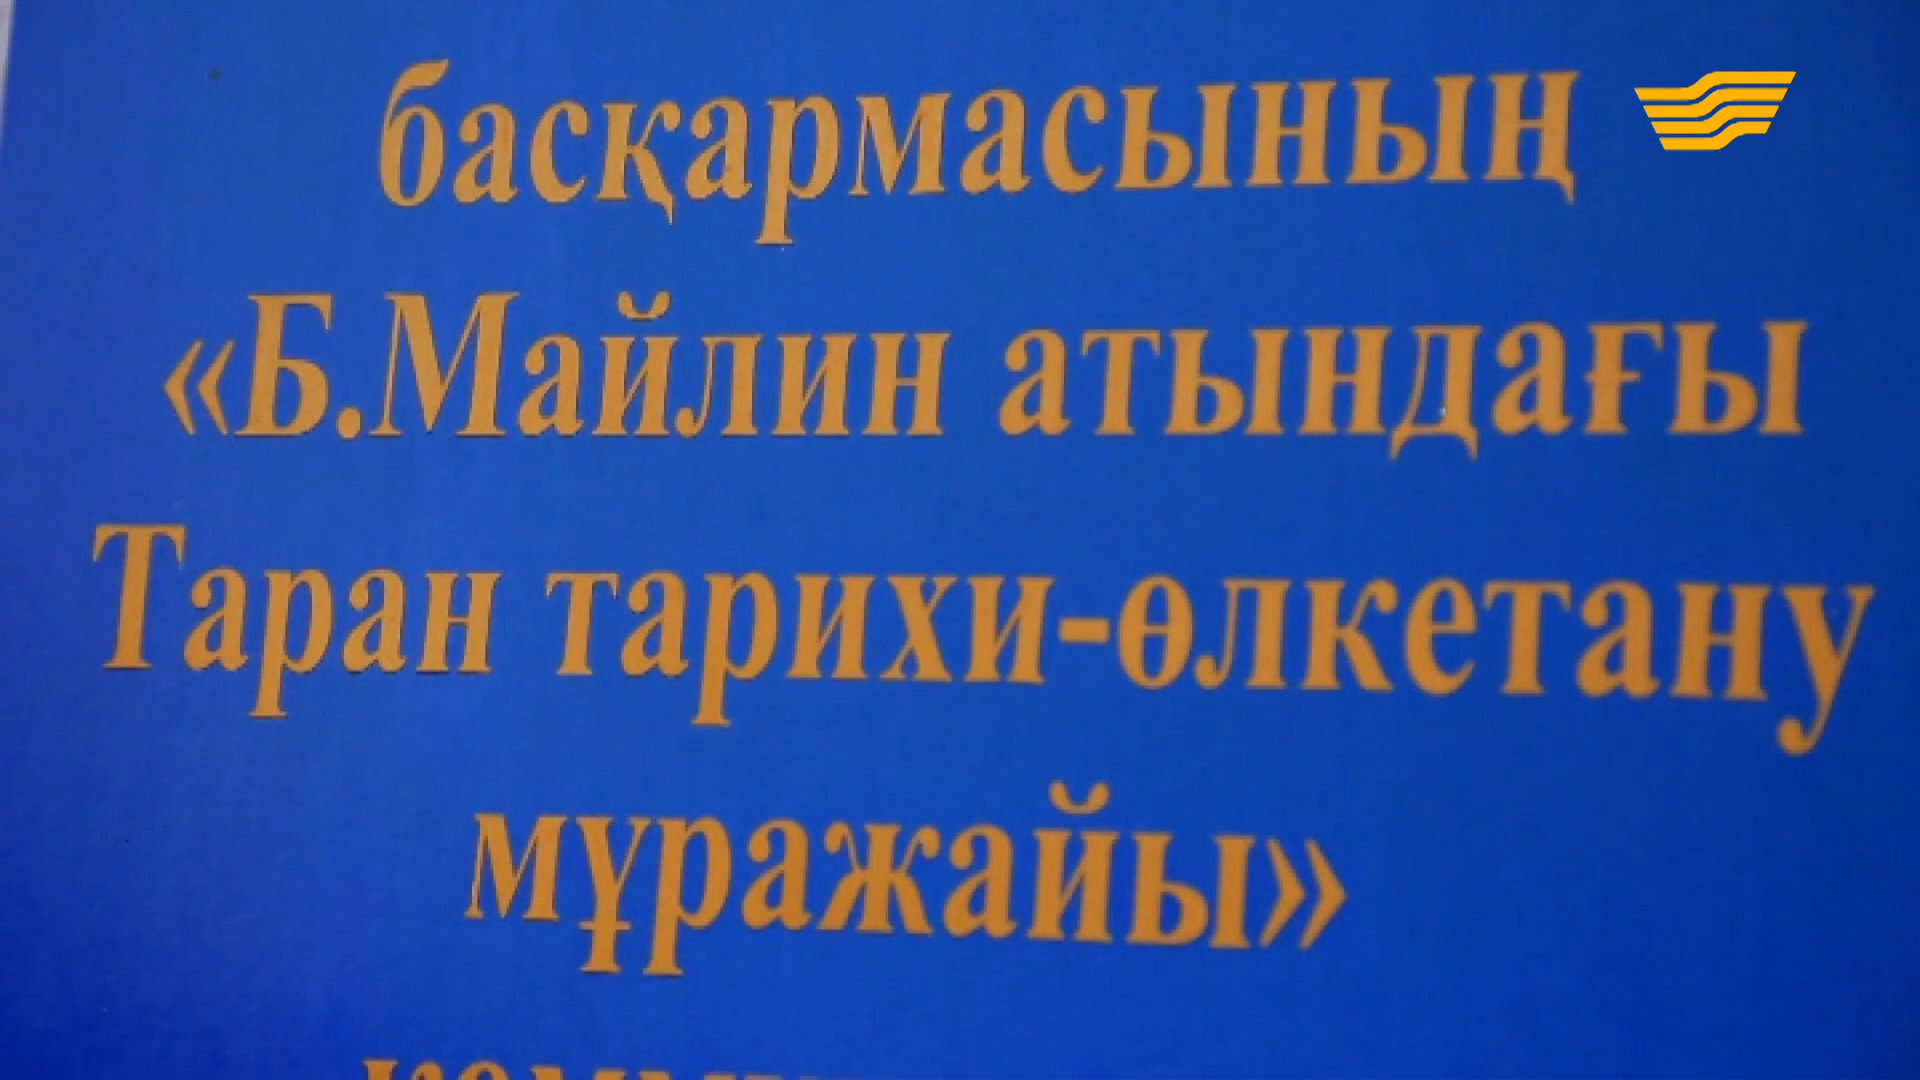 басқармасының
«Б.Майлин атындағы
Таран тарихи-өлкетану
мұражайы»